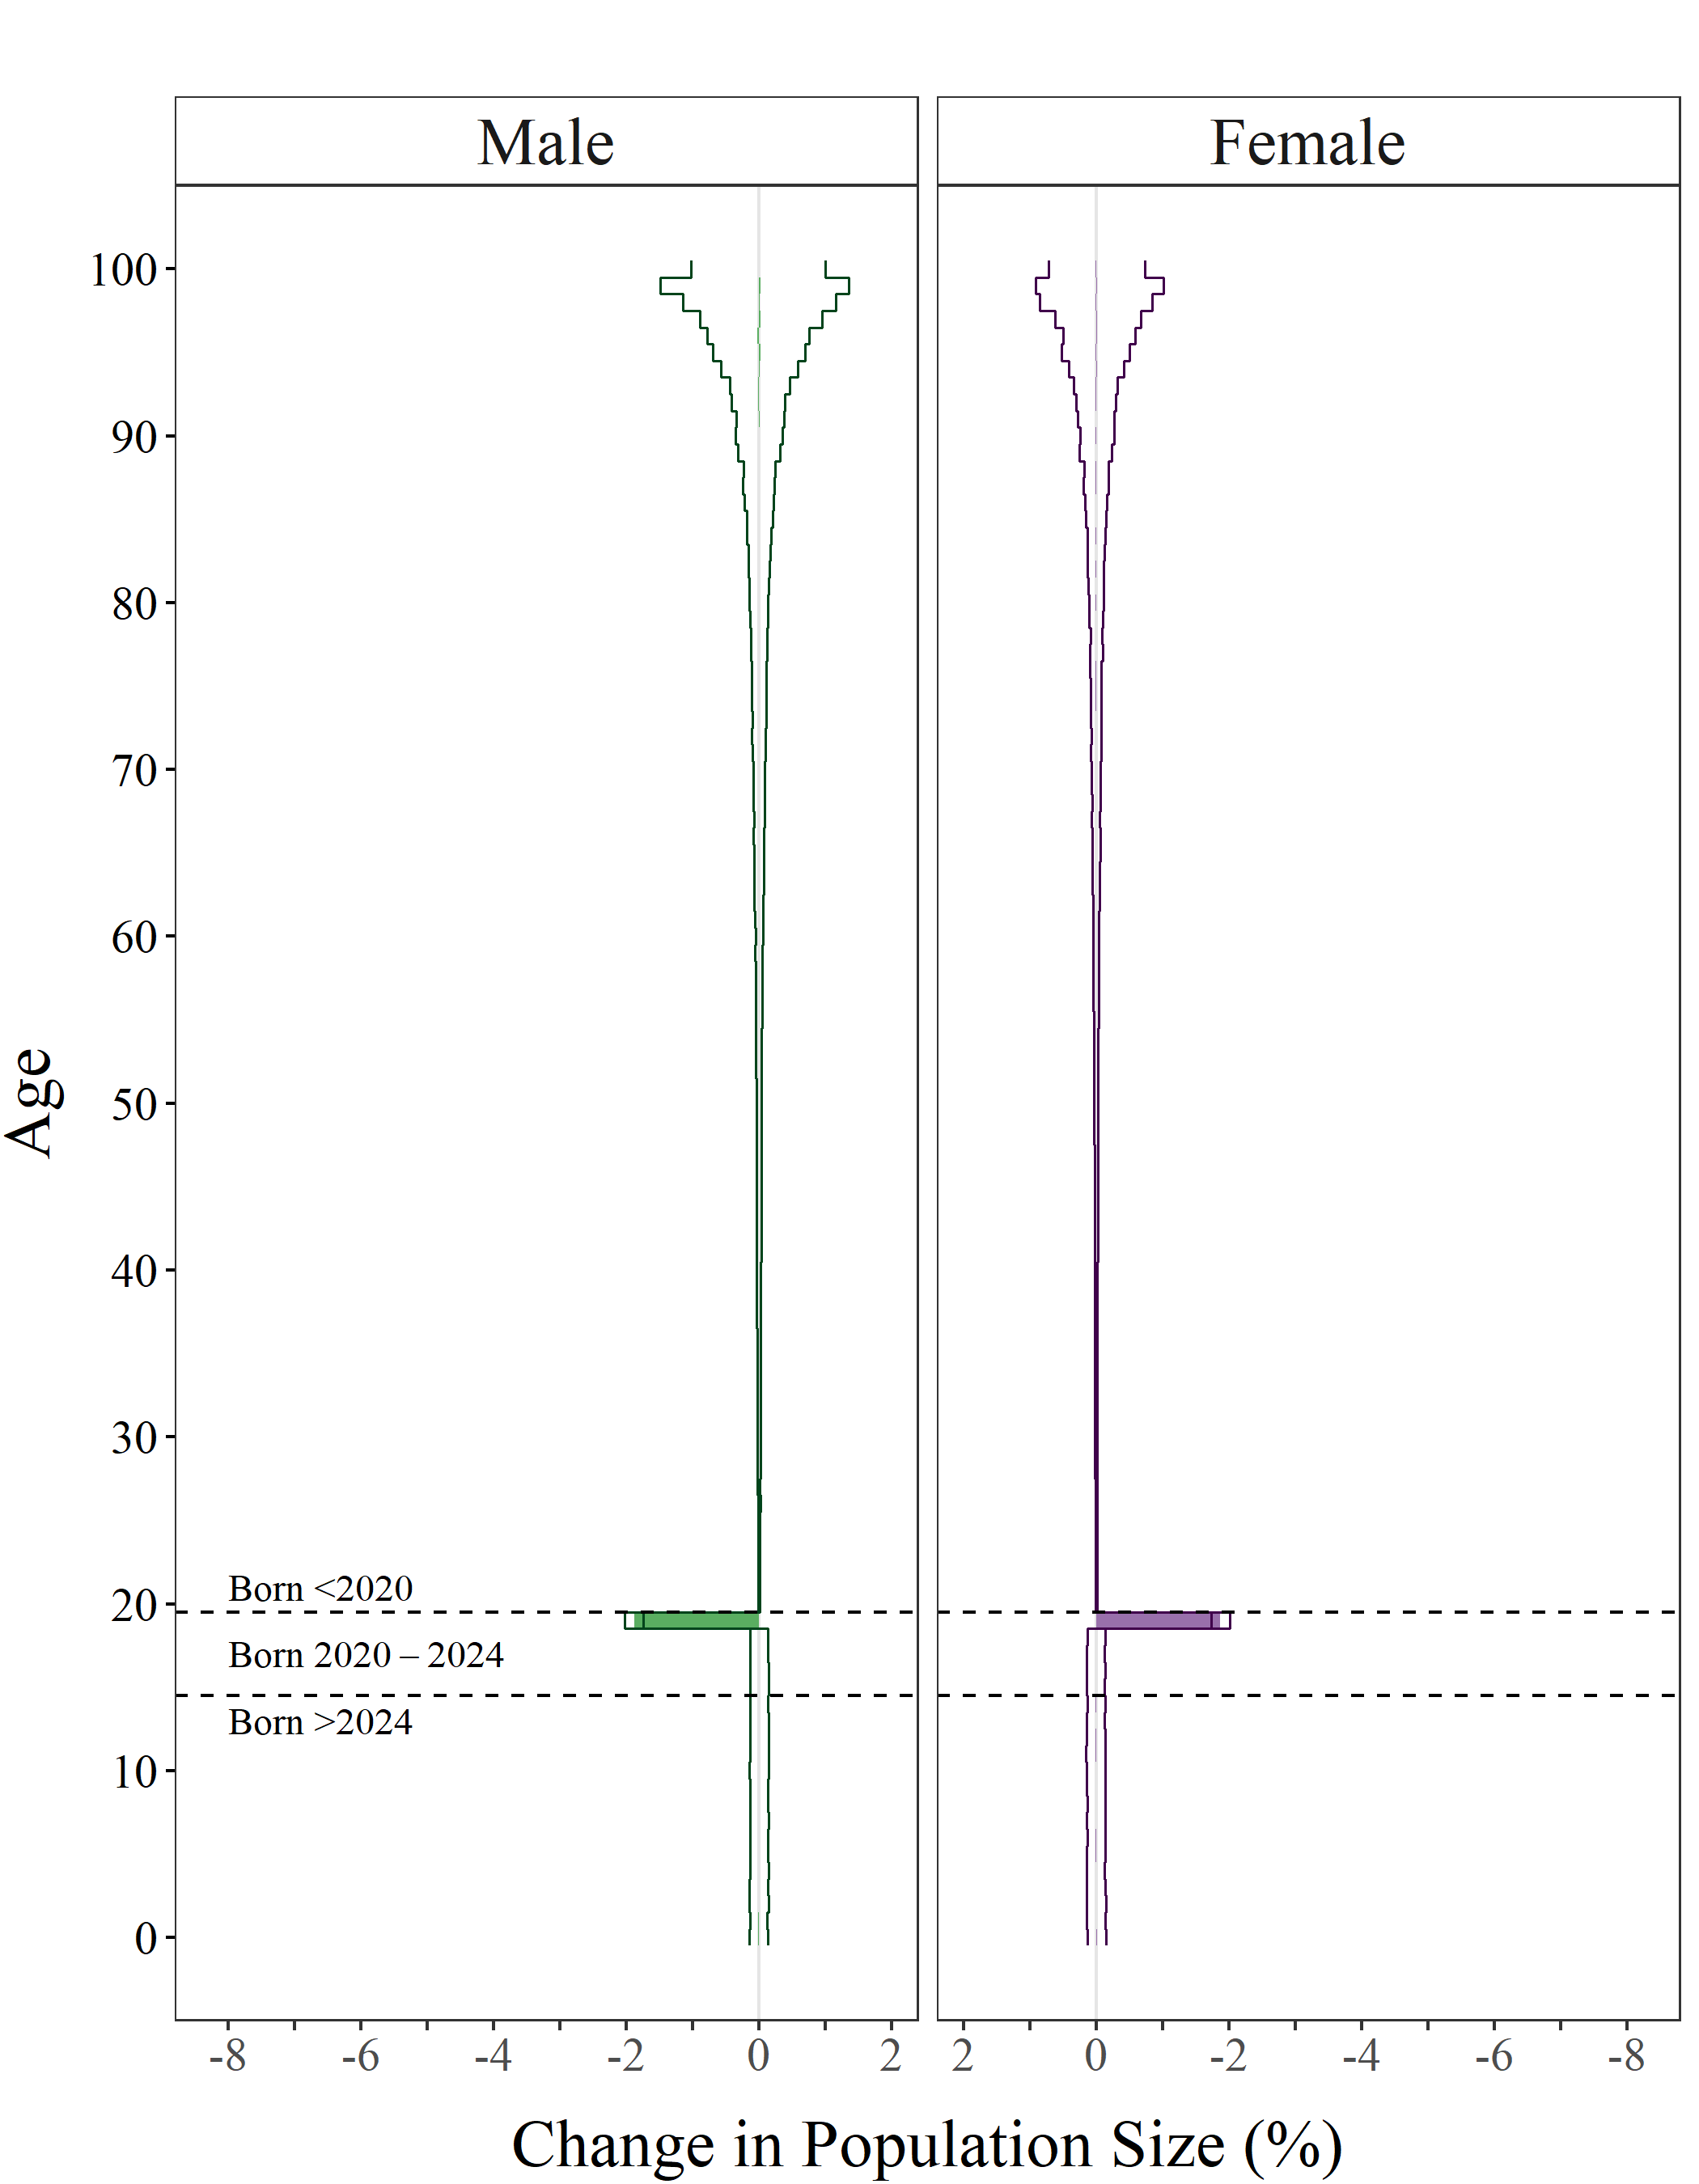 Male
Female
100
90
80
70
60
50
40
30
20
10
0
Age
Born <2020
Born 2020 – 2024
Born >2024
-8 -6 -4 -2 0 2
2 0 -2 -4 -6 -8
Change in Population Size (%)